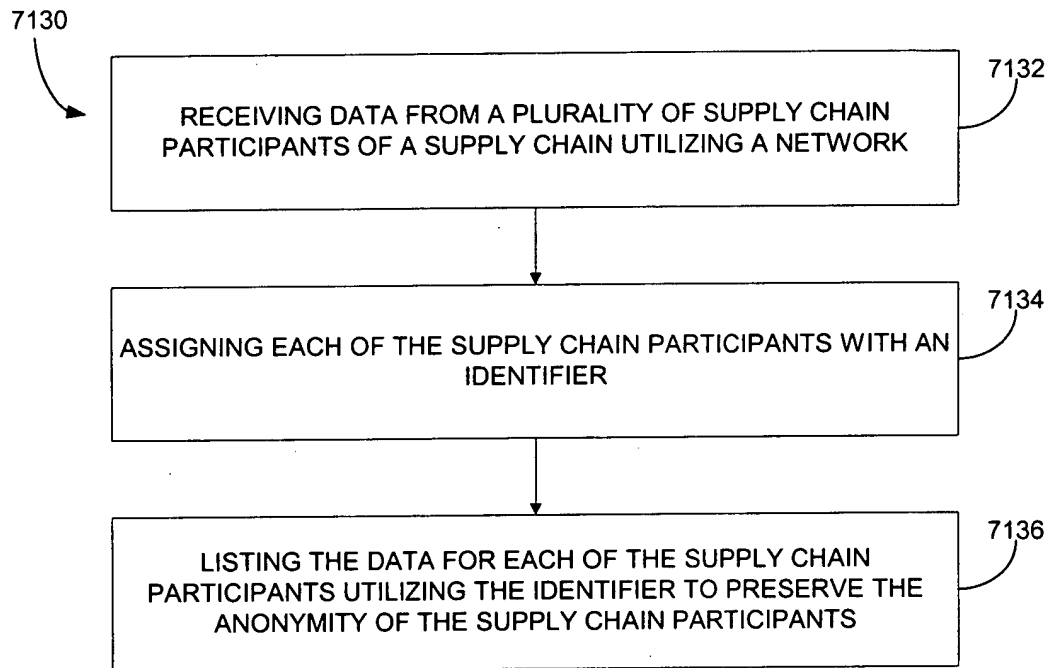 7130
7132
RECEIVING DATA FROM A PLURALITY OF SUPPLY CHAIN
PARTICIPANTS OF A SUPPLY CHAIN UTILIZING A NETWORK
7134
ASSIGNING EACH OF THE SUPPLY CHAIN PARTICIPANTS WITH AN
IDENTIFIER
7136
LISTING THE DATA FOR EACH OF THE SUPPLY CHAIN
PARTICIPANTS UTILIZING THE IDENTIFIER TO PRESERVE THE
ANONYMITY OF THE SUPPLY CHAIN PARTICIPANTS